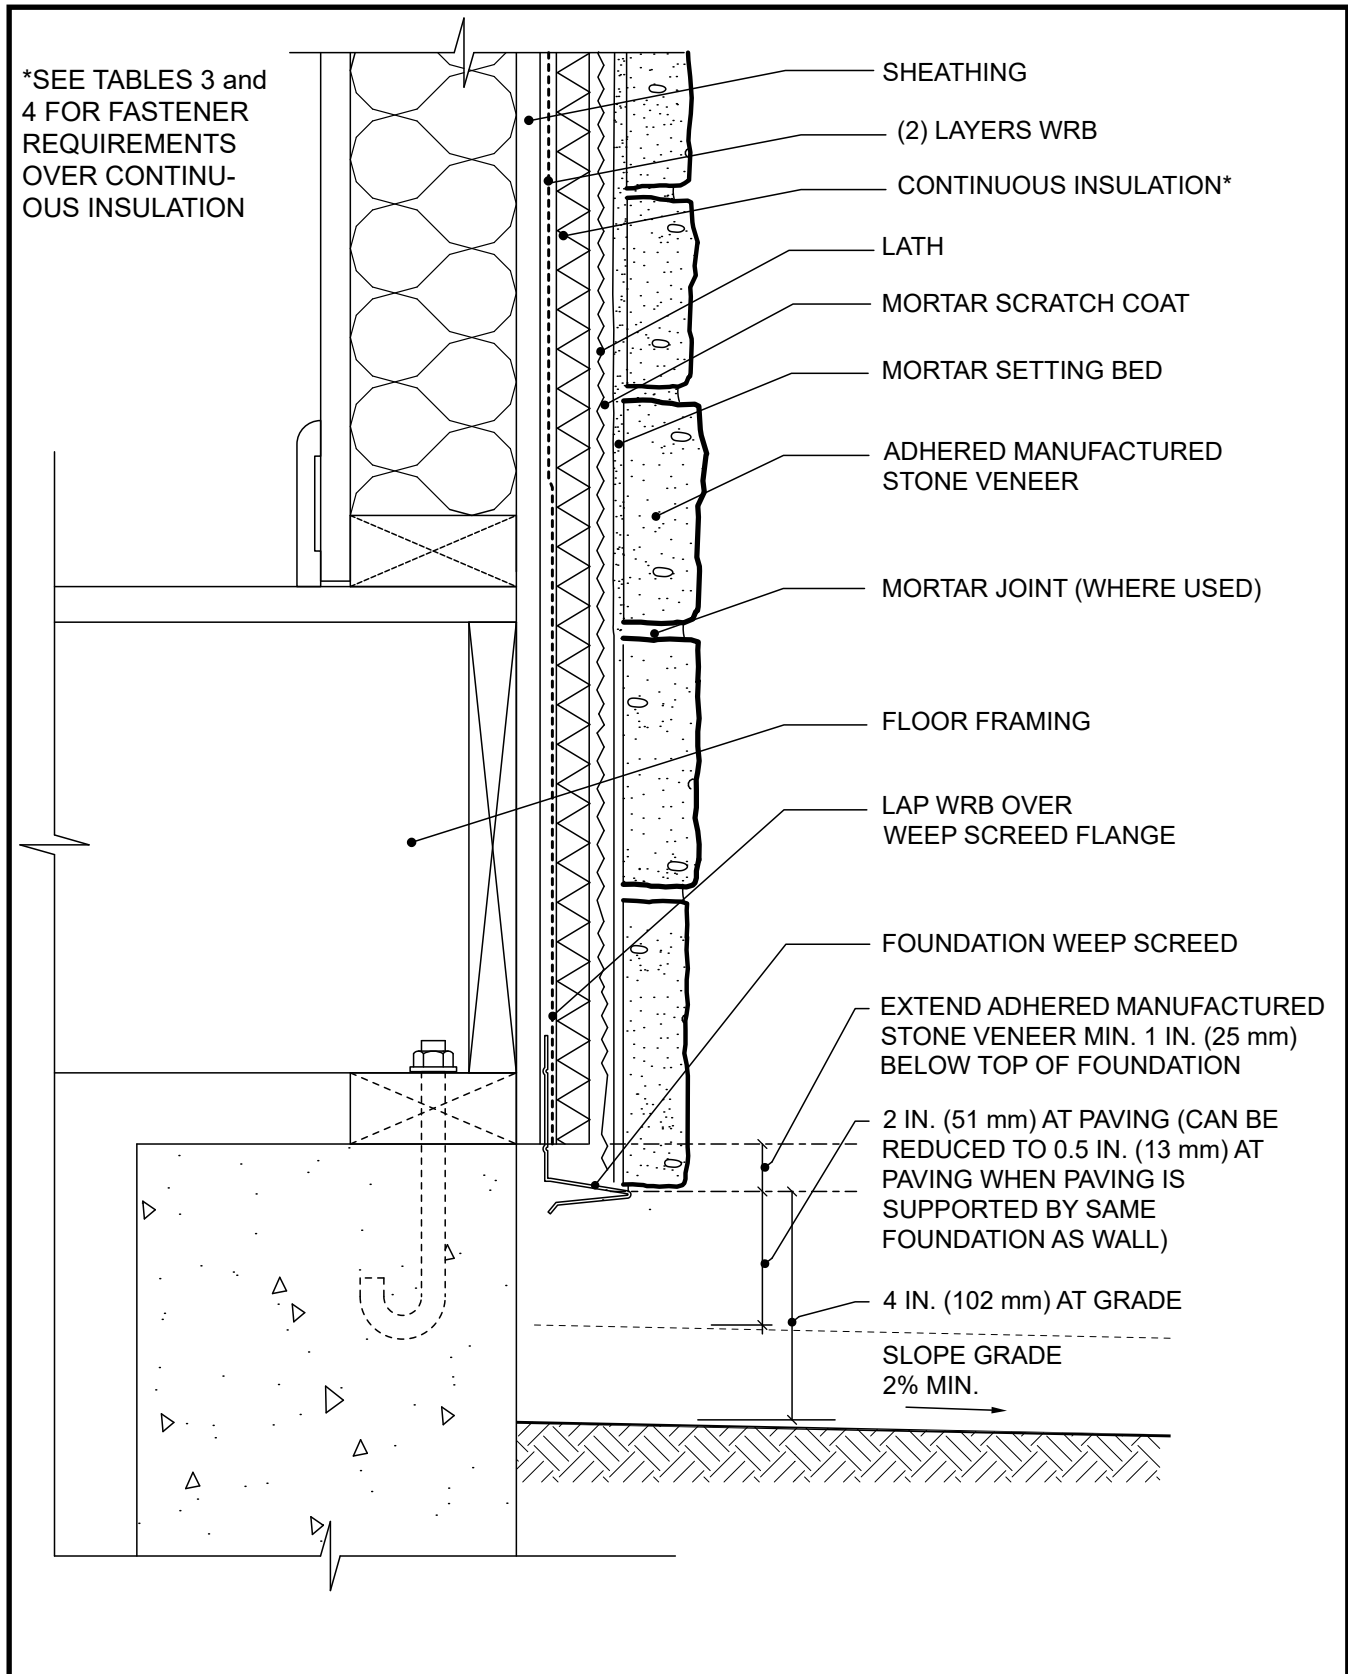 *SEE TABLES 3 and
4 FOR FASTENER
REQUIREMENTS
OVER CONTINU-
OUS INSULATION
SHEATHING
(2) LAYERS WRB
CONTINUOUS INSULATION*
LATH
MORTAR SCRATCH COAT
MORTAR SETTING BED
ADHERED MANUFACTURED
STONE VENEER
MORTAR JOINT (WHERE USED)
FLOOR FRAMING
LAP WRB OVER
WEEP SCREED FLANGE
FOUNDATION WEEP SCREED
EXTEND ADHERED MANUFACTURED
STONE VENEER MIN. 1 IN. (25 mm)
BELOW TOP OF FOUNDATION
2 IN. (51 mm) AT PAVING (CAN BE
REDUCED TO 0.5 IN. (13 mm) AT
PAVING WHEN PAVING IS
SUPPORTED BY SAME
FOUNDATION AS WALL)
4 IN. (102 mm) AT GRADE
SLOPE GRADE
2% MIN.